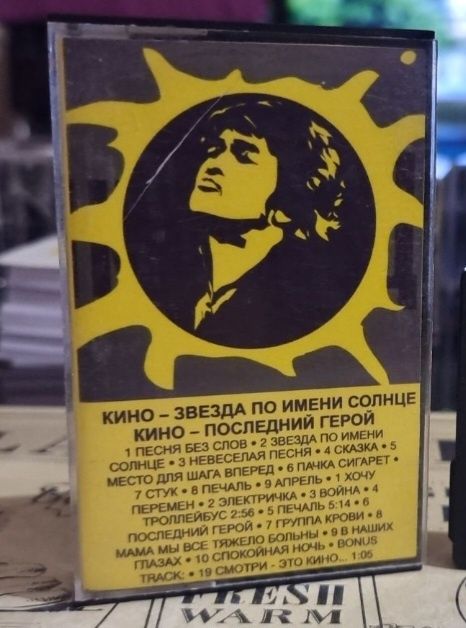 КИНО – ЗВЕЗДА ПО ИМЕНИ СОЛНЦЕ
КИНО – ПОСЛЕДНИЙ ГЕРОЙ
1 ПЕСНЯ БЕЗ СЛОВ • 2 ЗВЕЗДА ПО ИМЕНИ
СОЛНЦЕ • 3 НЕВЕСЕЛАЯ ПЕСНЯ • 4 СКАЗКА • 5
МЕСТО ДЛЯ ШАГА ВПЕРЕД • 6 ПАЧКА СИГАРЕТ •
7 СТУК • 8 ПЕЧАЛЬ • 9 АПРЕЛЬ • 1 ХОЧУ
ПЕРЕМЕН • 2 ЭЛЕКТРИЧКА • 3 ВОЙНА • 4
ТРОЛЛЕЙБУС 2:56 • 5 ПЕЧАЛЬ 5:14 • 6
ПОСЛЕДНИЙ ГЕРОЙ • 7 ГРУППА КРОВИ • 8
МАМА МЫ ВСЕ ТЯЖЕЛО БОЛЬНЫ • 9 В НАШИХ
ГЛАЗАХ • 10 СПОКОЙНАЯ НОЧЬ • BONUS
TRACK: • 19 СМОТРИ - ЭТО КИНО... 1:05
FRESH
WARM